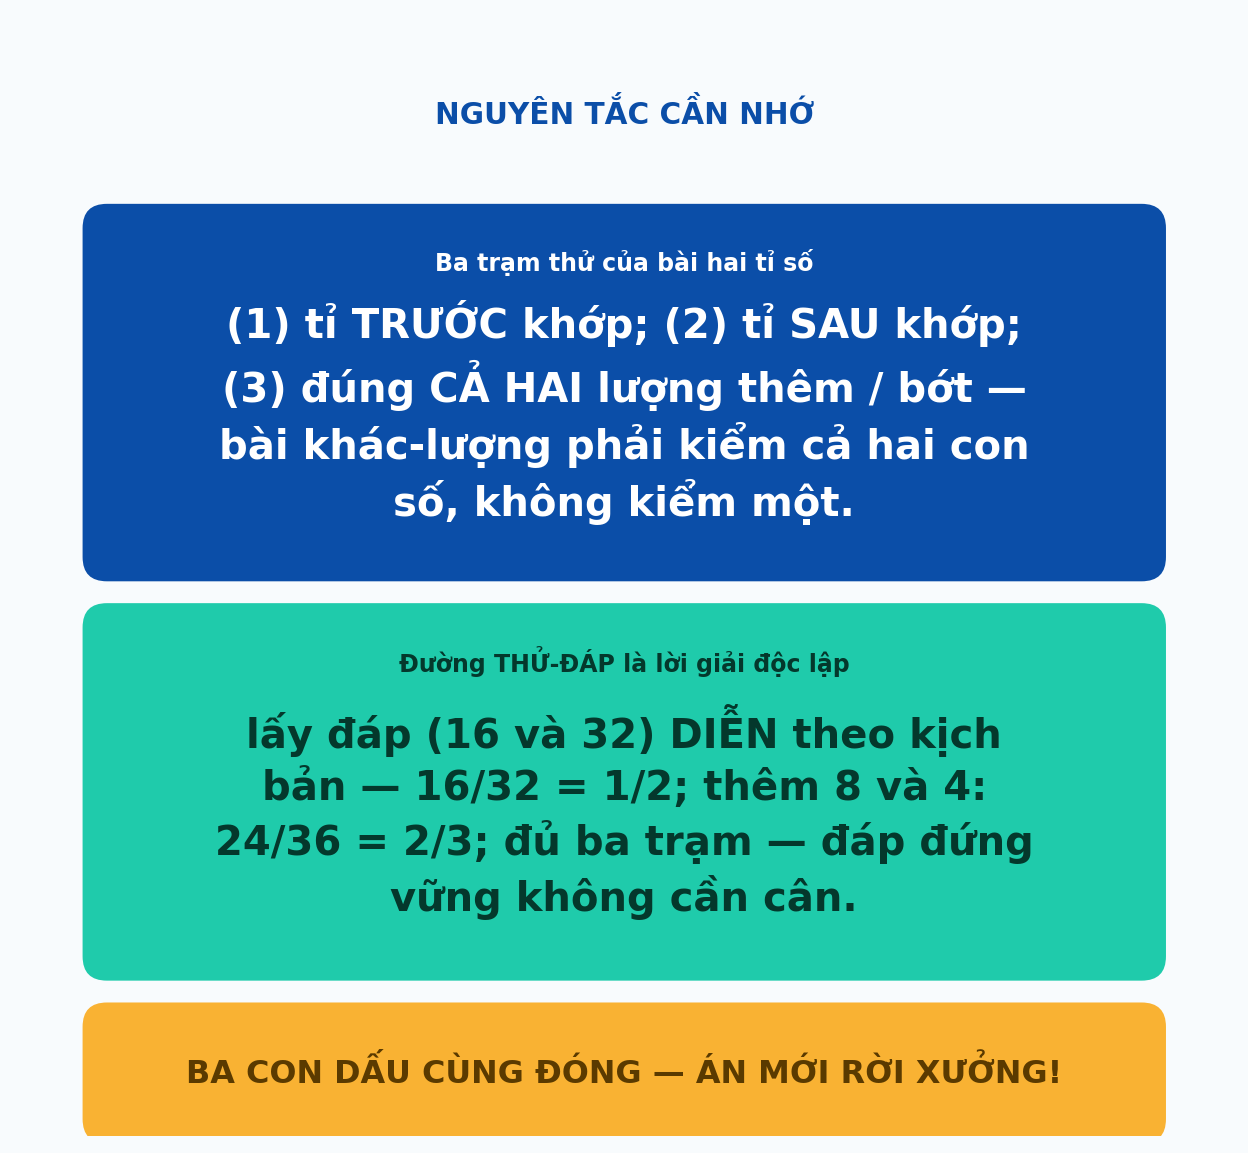 NGUYÊN TẮC CẦN NHỚ
Ba trạm thử của bài hai tỉ số
(1) tỉ TRƯỚC khớp; (2) tỉ SAU khớp;
(3) đúng CẢ HAI lượng thêm / bớt —
bài khác-lượng phải kiểm cả hai con
số, không kiểm một.
Đường THỬ-ĐÁP là lời giải độc lập
lấy đáp (16 và 32) DIỄN theo kịch
bản — 16/32 = 1/2; thêm 8 và 4:
24/36 = 2/3; đủ ba trạm — đáp đứng
vững không cần cân.
BA CON DẤU CÙNG ĐÓNG — ÁN MỚI RỜI XƯỞNG!